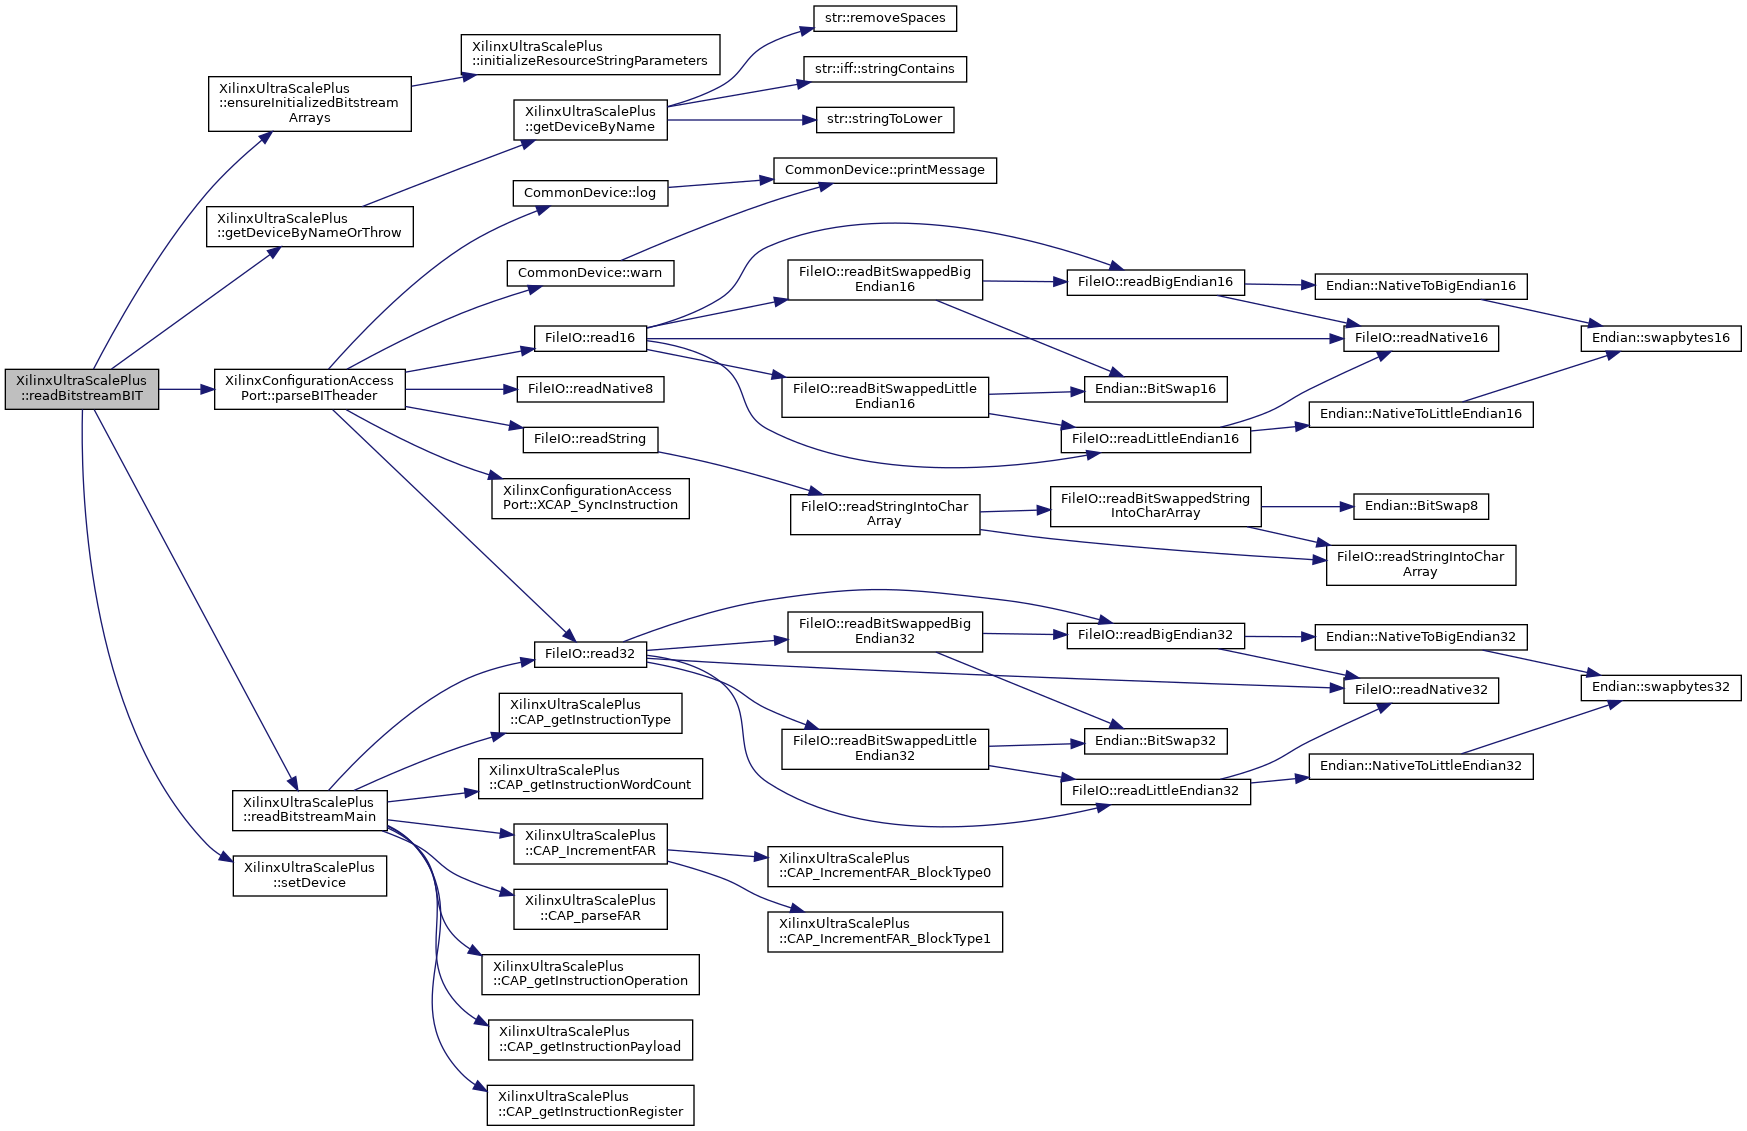 XilinxUltraScalePlus
::readBitstreamBIT
XilinxUltraScalePlus
::ensureInitializedBitstream
Arrays
XilinxUltraScalePlus
::initializeResourceStringParameters
XilinxUltraScalePlus
::getDeviceByNameOrThrow
XilinxUltraScalePlus
::getDeviceByName
str::removeSpaces
str::iff::stringContains
str::stringToLower
XilinxConfigurationAccess
Port::parseBITheader
CommonDevice::log
CommonDevice::printMessage
CommonDevice::warn
FileIO::read16
FileIO::readBitSwappedBig
Endian16
FileIO::readBigEndian16
Endian::NativeToBigEndian16
FileIO::readNative16
Endian::swapbytes16
FileIO::readBitSwappedLittle
Endian16
Endian::BitSwap16
FileIO::readLittleEndian16
Endian::NativeToLittleEndian16
FileIO::readNative8
FileIO::readString
FileIO::readStringIntoChar
Array
FileIO::readBitSwappedString
IntoCharArray
Endian::BitSwap8
FileIO::readStringIntoChar
Array
XilinxConfigurationAccess
Port::XCAP_SyncInstruction
FileIO::read32
FileIO::readBitSwappedBig
Endian32
FileIO::readBigEndian32
Endian::NativeToBigEndian32
FileIO::readNative32
Endian::swapbytes32
FileIO::readBitSwappedLittle
Endian32
Endian::BitSwap32
FileIO::readLittleEndian32
Endian::NativeToLittleEndian32
XilinxUltraScalePlus
::readBitstreamMain
XilinxUltraScalePlus
::CAP_getInstructionType
XilinxUltraScalePlus
::CAP_getInstructionWordCount
XilinxUltraScalePlus
::CAP_IncrementFAR
XilinxUltraScalePlus
::CAP_IncrementFAR_BlockType0
XilinxUltraScalePlus
::CAP_IncrementFAR_BlockType1
XilinxUltraScalePlus
::CAP_parseFAR
XilinxUltraScalePlus
::CAP_getInstructionOperation
XilinxUltraScalePlus
::CAP_getInstructionPayload
XilinxUltraScalePlus
::CAP_getInstructionRegister
XilinxUltraScalePlus
::setDevice